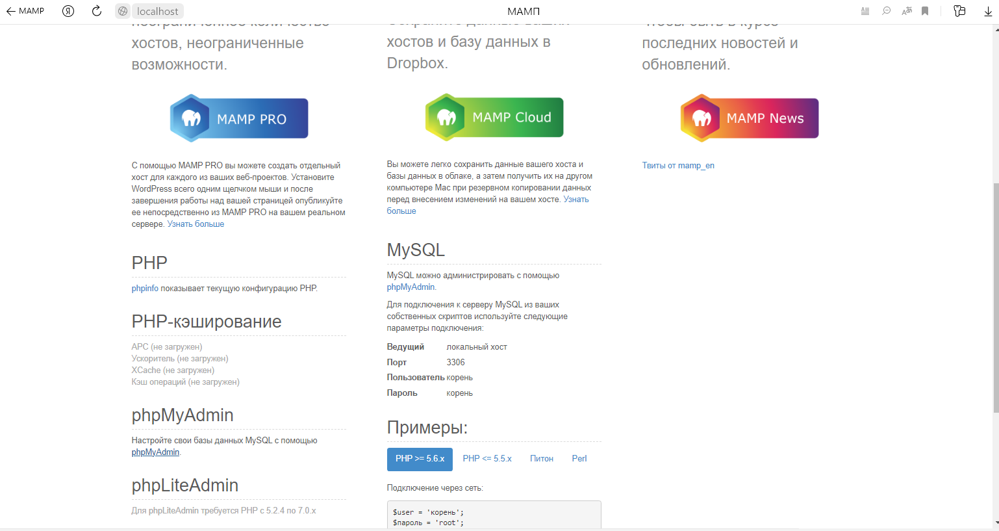 МАМР
Я
localhost
МАМП
неограниченное количество
хостов, неограниченные
возможности.
MAMP PRO
С помощью MAMP PRO вы можете создать отдельный
хост для каждого из ваших веб-проектов. Установите
WordPress всего одним щелчком мыши и после
завершения работы над вашей страницей опубликуйте
ее непосредственно из MAMP PRO на вашем реальном
сервере. Узнать больше
PHP
phpinfo показывает текущую конфигурацию PHP.
PHP-кэширование
APC (не загружен)
Ускоритель (не загружен)
XCache (не загружен)
Кэш операций (не загружен)
phpMyAdmin
Настройте свои базы данных MySQL с помощью
phpMyAdmin.
phpLiteAdmin
Для phpLiteAdmin требуется PHP с 5.2.4 по 7.0.x
Сохраните данные ваших
хостов и базу данных в
Dropbox.
MAMP Cloud
Вы можете легко сохранить данные вашего хоста и
базы данных в облаке, а затем получить их на другом
компьютере Mac при резервном копировании данных
перед внесением изменений на вашем хосте. Узнать
больше
MySQL
MySQL можно администрировать с помощью
phpMyAdmin.
Для подключения к серверу MySQL из ваших
собственных скриптов используйте следующие
параметры подключения:
Ведущий локальный хост
Порт 3306
Пользователь корень
Пароль корень
Примеры:
PHP >= 5.6.x PHP <= 5.5.x Питон Perl
Подключение через сеть:
$user = 'корень';
$пароль = 'root';
чтобы быть в курсе
последних новостей и
обновлений.
MAMP News
Твиты от mamp_en